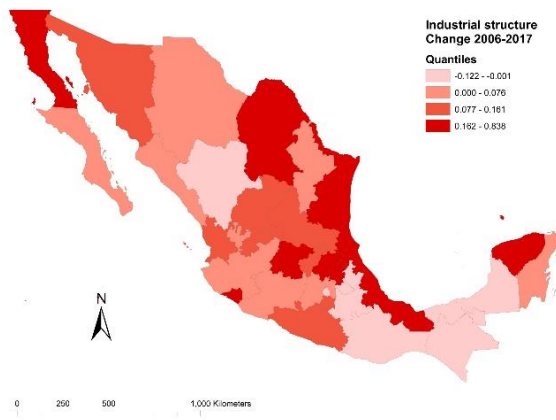 Industrial structure
Change 2006-2017
Quantiles
-0.122 - -0.001
0.000 - 0.076
0.077 - 0.161
0.162 - 0.838
N
0 250 500 1,000 Kilometers